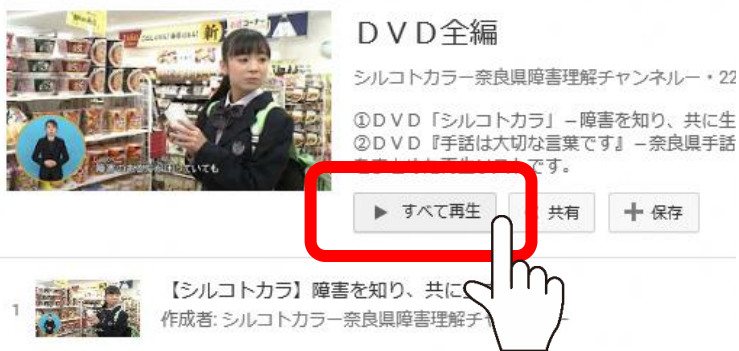 DVD全編
シルコトカラー奈良県障害理解チャンネルー・22
①DVD「シルコトカラ」－障害を知り、共に生
②DVD『手話は大切な言葉です』－奈良県手話
です。
▶ すべて再生
共有
＋ 保存
1
【シルコトカラ】障害を知り、共に
作成者: シルコトカラー奈良県障害理解チ